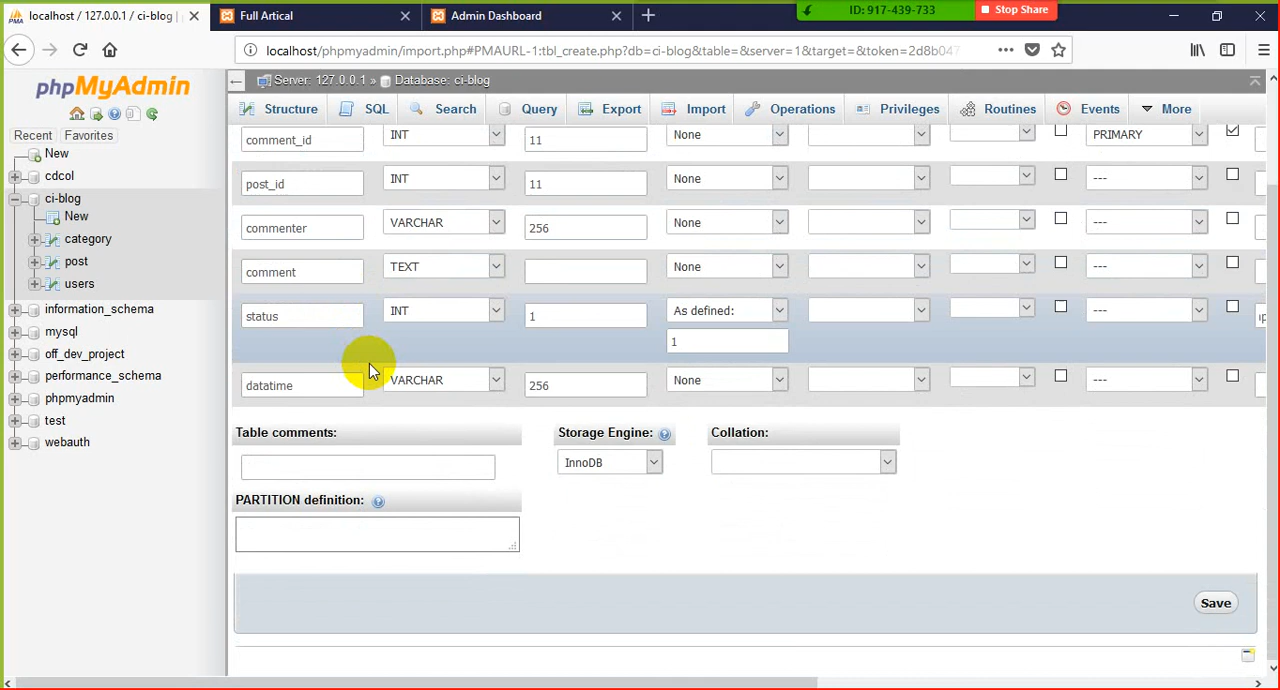 localhost / 127.0.0.1 / ci-blog |
Full Artical
Admin Dashboard
ID: 917-439-733
Stop Share
localhost/phpmyadmin/import.php#PMAURL-1:tbl_create.php?db=ci-blog&table=&server=1&target=&token=2d8b047
phpMyAdmin
Recent
Favorites
New
cdcol
ci-blog
New
category
post
users
information_schema
mysql
off_dev_project
performance_schema
phpmyadmin
test
webauth
Server: 127.0.0.1 » Database: ci-blog
Structure SQL Search Query Export Import Operations Privileges Routines Events More
comment_id INT 11 None PRIMARY
post_id INT 11 None ---
commenter VARCHAR 256 None ---
comment TEXT None ---
status INT 1 As defined: ---
1
datatime VARCHAR 256 None ---
Table comments: Storage Engine: Collation:
InnoDB
PARTITION definition:
Save